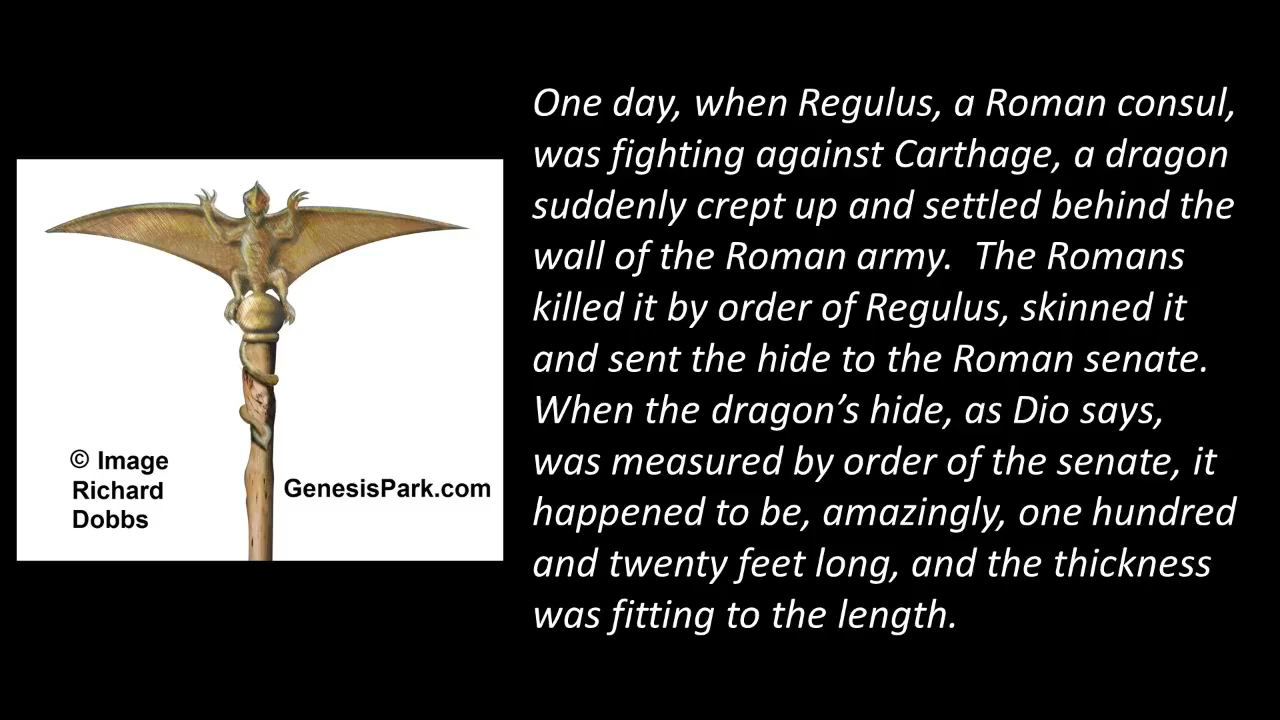 One day, when Regulus, a Roman consul,
was fighting against Carthage, a dragon
suddenly crept up and settled behind the
wall of the Roman army.  The Romans
killed it by order of Regulus, skinned it
and sent the hide to the Roman senate.
When the dragon’s hide, as Dio says,
was measured by order of the senate, it
happened to be, amazingly, one hundred
and twenty feet long, and the thickness
was fitting to the length.
© Image
Richard
Dobbs
GenesisPark.com